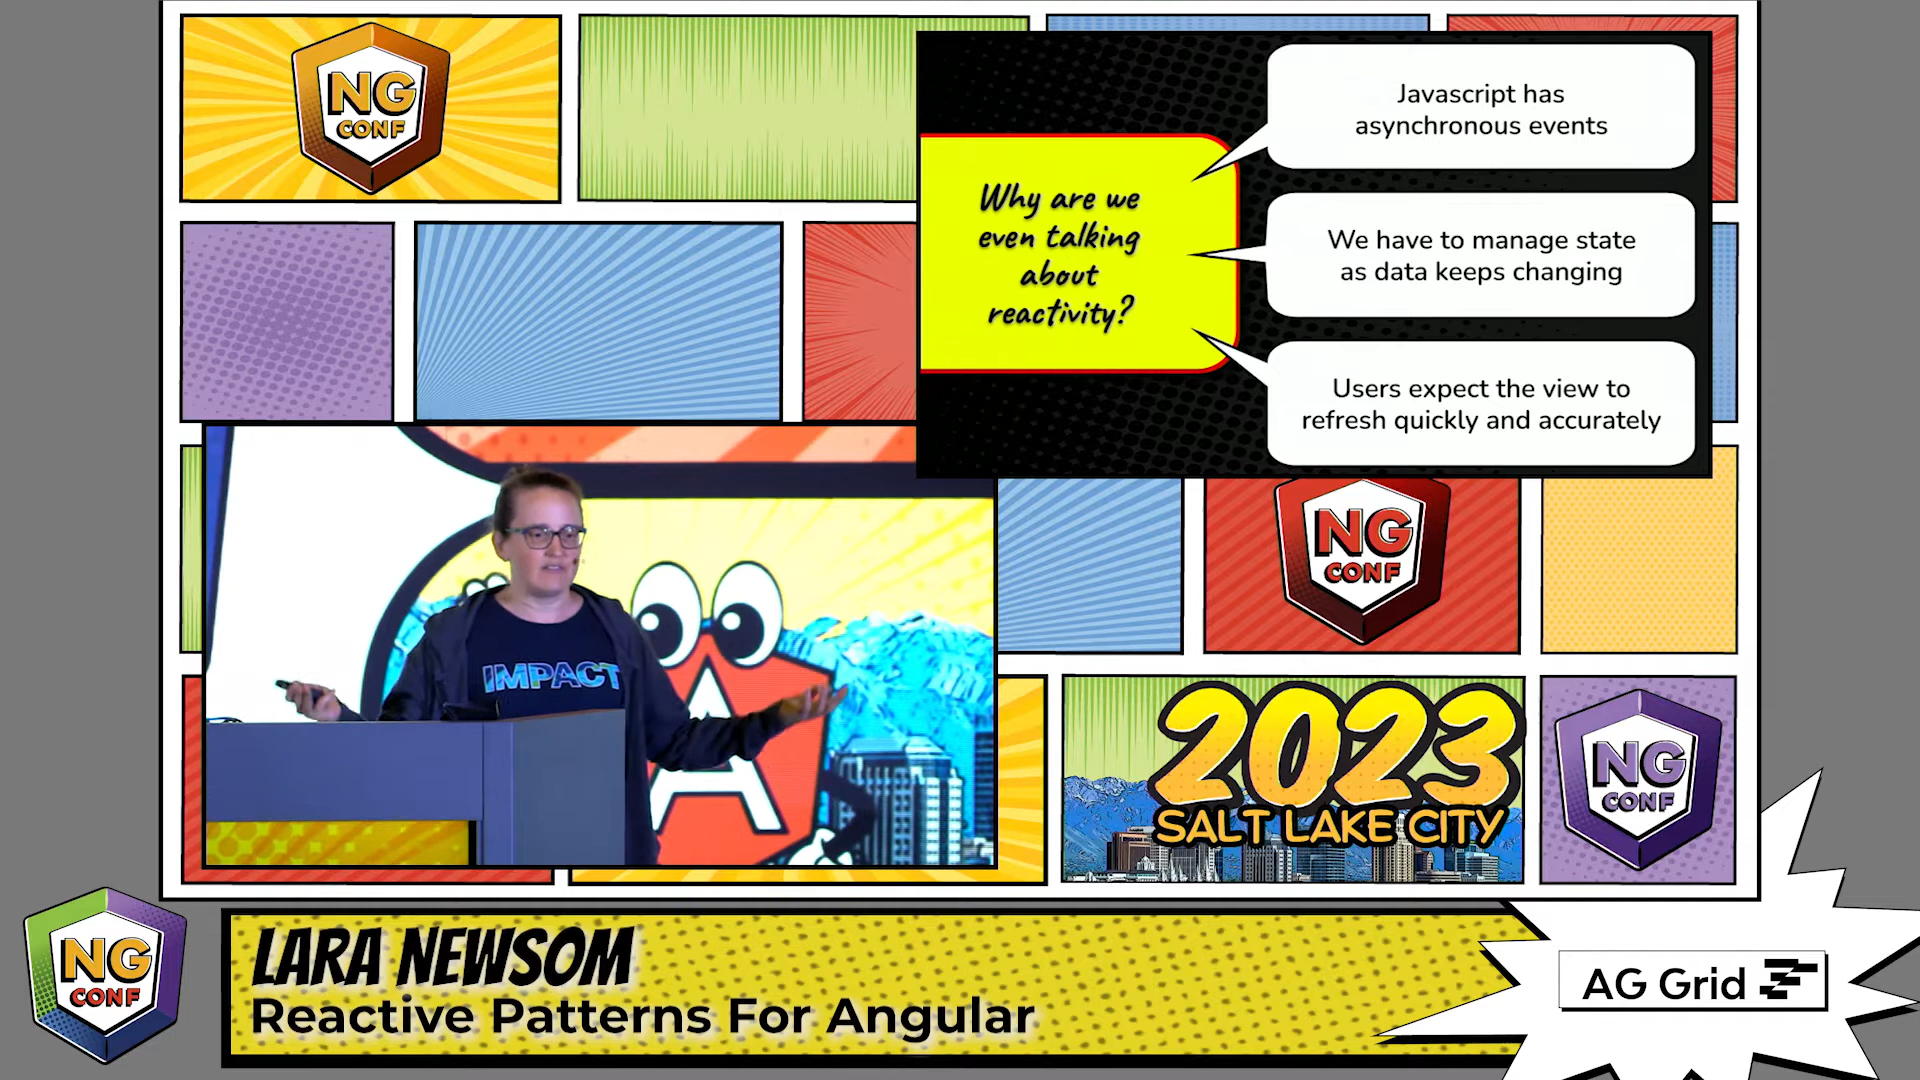 NG
CONF
Javascript has
asynchronous events
Why are we
even talking
about
reactivity?
We have to manage state
as data keeps changing
Users expect the view to
refresh quickly and accurately
IMPACT
A
NG
CONF
2023
SALT LAKE CITY
NG
CONF
NG
CONF
LARA NEWSOM
Reactive Patterns For Angular
AG Grid